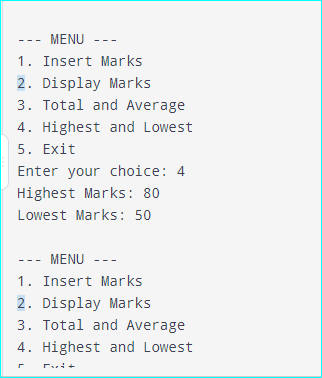 --- MENU ---
1. Insert Marks
2. Display Marks
3. Total and Average
4. Highest and Lowest
5. Exit
Enter your choice: 4
Highest Marks: 80
Lowest Marks: 50
--- MENU ---
1. Insert Marks
2. Display Marks
3. Total and Average
4. Highest and Lowest
5. Exit